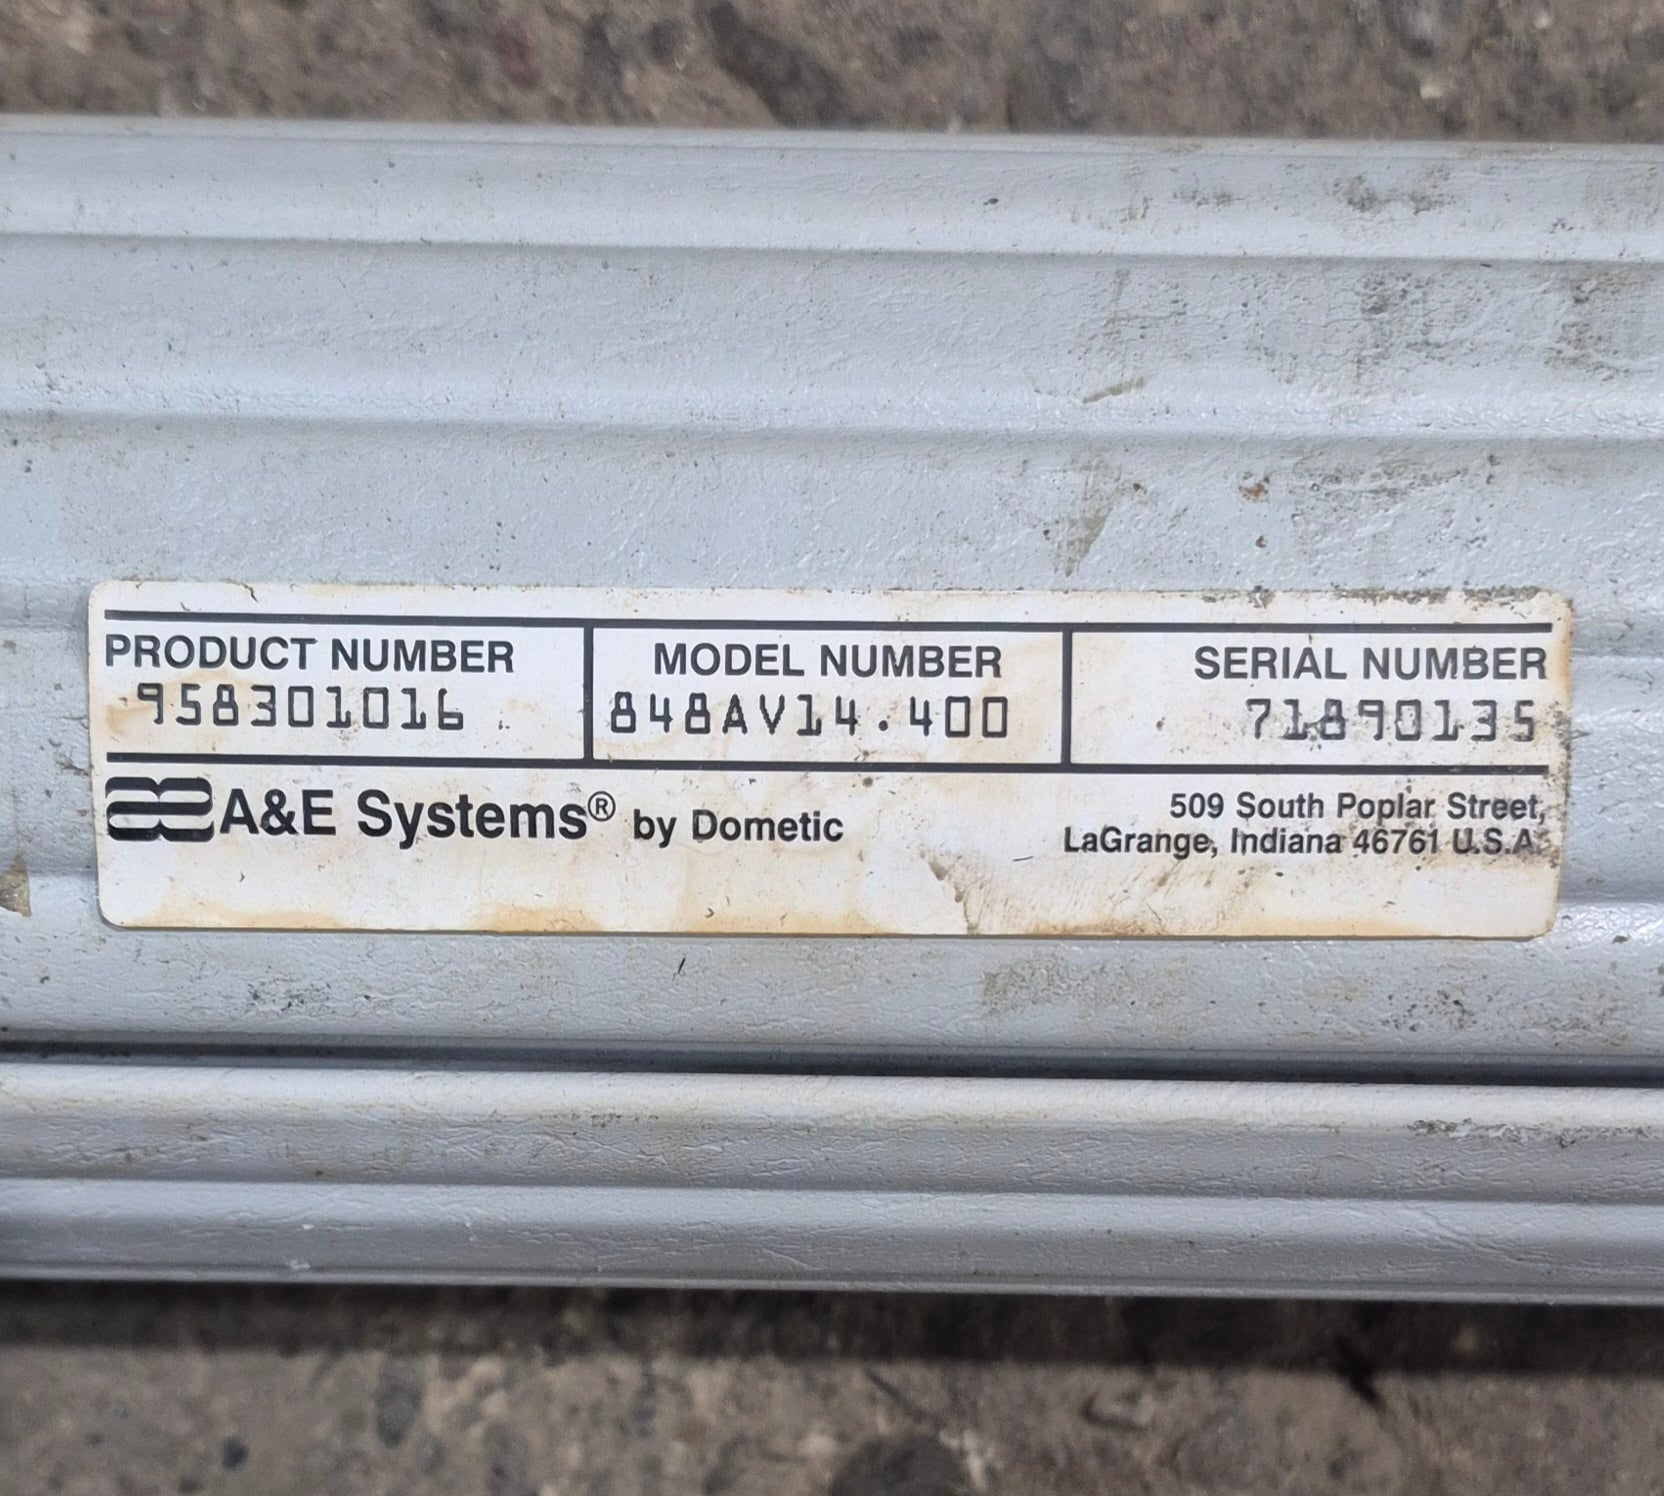 PRODUCT NUMBER MODEL NUMBER SERIAL NUMBER
958301016 848AV14.400 71890135
A&E Systems® by Dometic
509 South Poplar Street,
LaGrange, Indiana 46761 U.S.A.